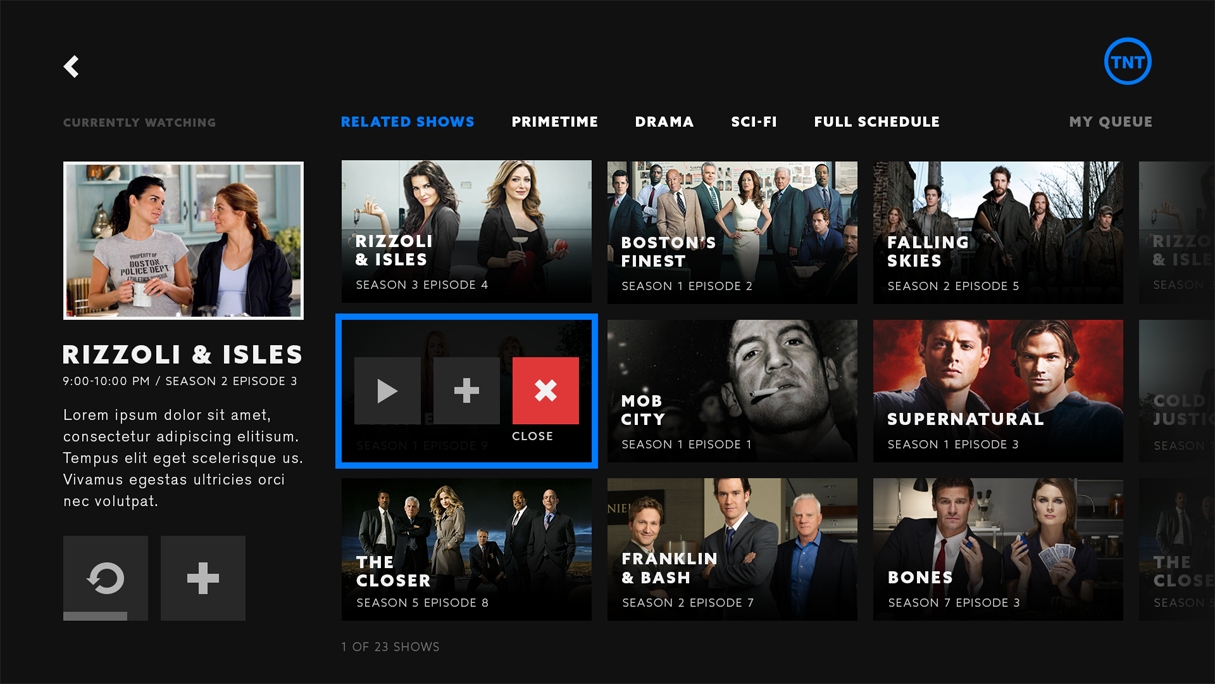 TNT
CURRENTLY WATCHING
RELATED SHOWS PRIMETIME DRAMA SCI-FI FULL SCHEDULE MY QUEUE
PROPERTY OF
BOSTON
POLICE DEPT
RIZZOLI & ISLES
9:00-10:00 PM / SEASON 2 EPISODE 3
Lorem ipsum dolor sit amet,
consectetur adipiscing elitisum.
Tempus elit eget scelerisque us.
Vivamus egestas ultricies orci
nec volutpat.
RIZZOLI
& ISLES
SEASON 3 EPISODE 4
BOSTON'S
FINEST
SEASON 1 EPISODE 2
FALLING
SKIES
SEASON 2 EPISODE 5
RIZZO
& ISLE
SEASON
CLOSE
SEASON 1 EPISODE 9
MOB
CITY
SEASON 1 EPISODE 1
SUPERNATURAL
SEASON 1 EPISODE 3
COLD
JUSTI
SEASON
THE
CLOSER
SEASON 5 EPISODE 8
FRANKLIN
& BASH
SEASON 2 EPISODE 7
BONES
SEASON 7 EPISODE 3
THE
CLOSE
SEASON
1 OF 23 SHOWS